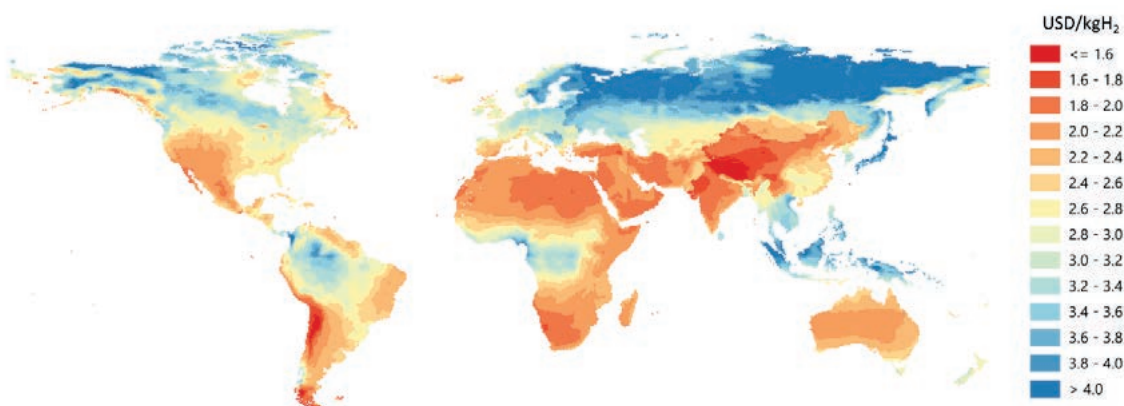 USD/kgH₂
<= 1.6
1.6 - 1.8
1.8 - 2.0
2.0 - 2.2
2.2 - 2.4
2.4 - 2.6
2.6 - 2.8
2.8 - 3.0
3.0 - 3.2
3.2 - 3.4
3.4 - 3.6
3.6 - 3.8
3.8 - 4.0
> 4.0